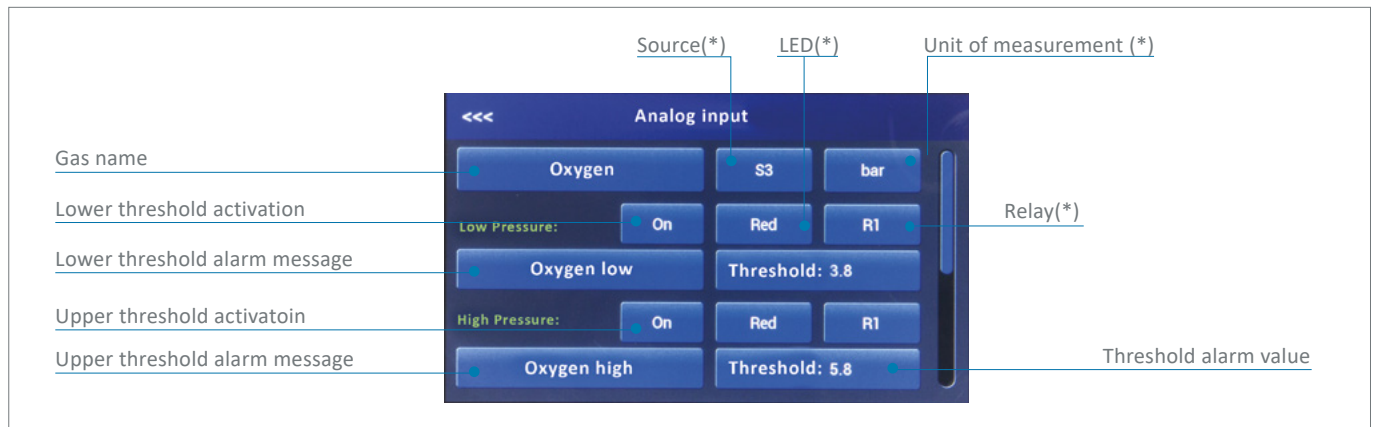 Source(*) LED(*) Unit of measurement (*)
<<< Analog input
Gas name
Oxygen S3 bar
Lower threshold activation
Low Pressure: On Red R1
Relay(*)
Lower threshold alarm message
Oxygen low Threshold: 3.8
Upper threshold activatoin
High Pressure: On Red R1
Upper threshold alarm message
Oxygen high Threshold: 5.8
Threshold alarm value